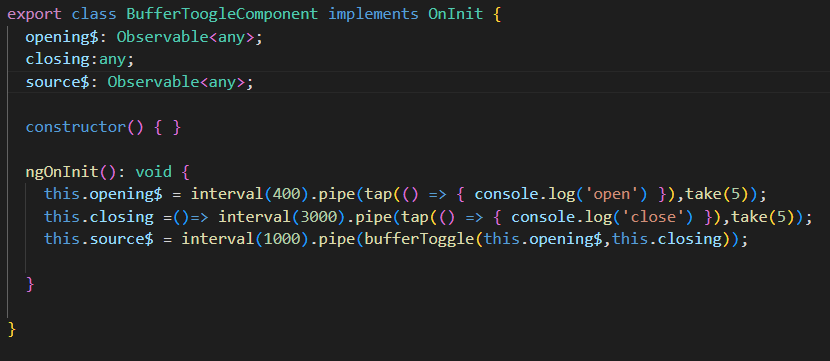 export class BufferToogleComponent implements OnInit {
opening$: Observable<any>;
closing:any;
source$: Observable<any>;
constructor() { }
ngOnInit(): void {
this.opening$ = interval(400).pipe(tap(() => { console.log('open') }),take(5));
this.closing =()=> interval(3000).pipe(tap(() => { console.log('close') }),take(5));
this.source$ = interval(1000).pipe(bufferToggle(this.opening$,this.closing));
}
}